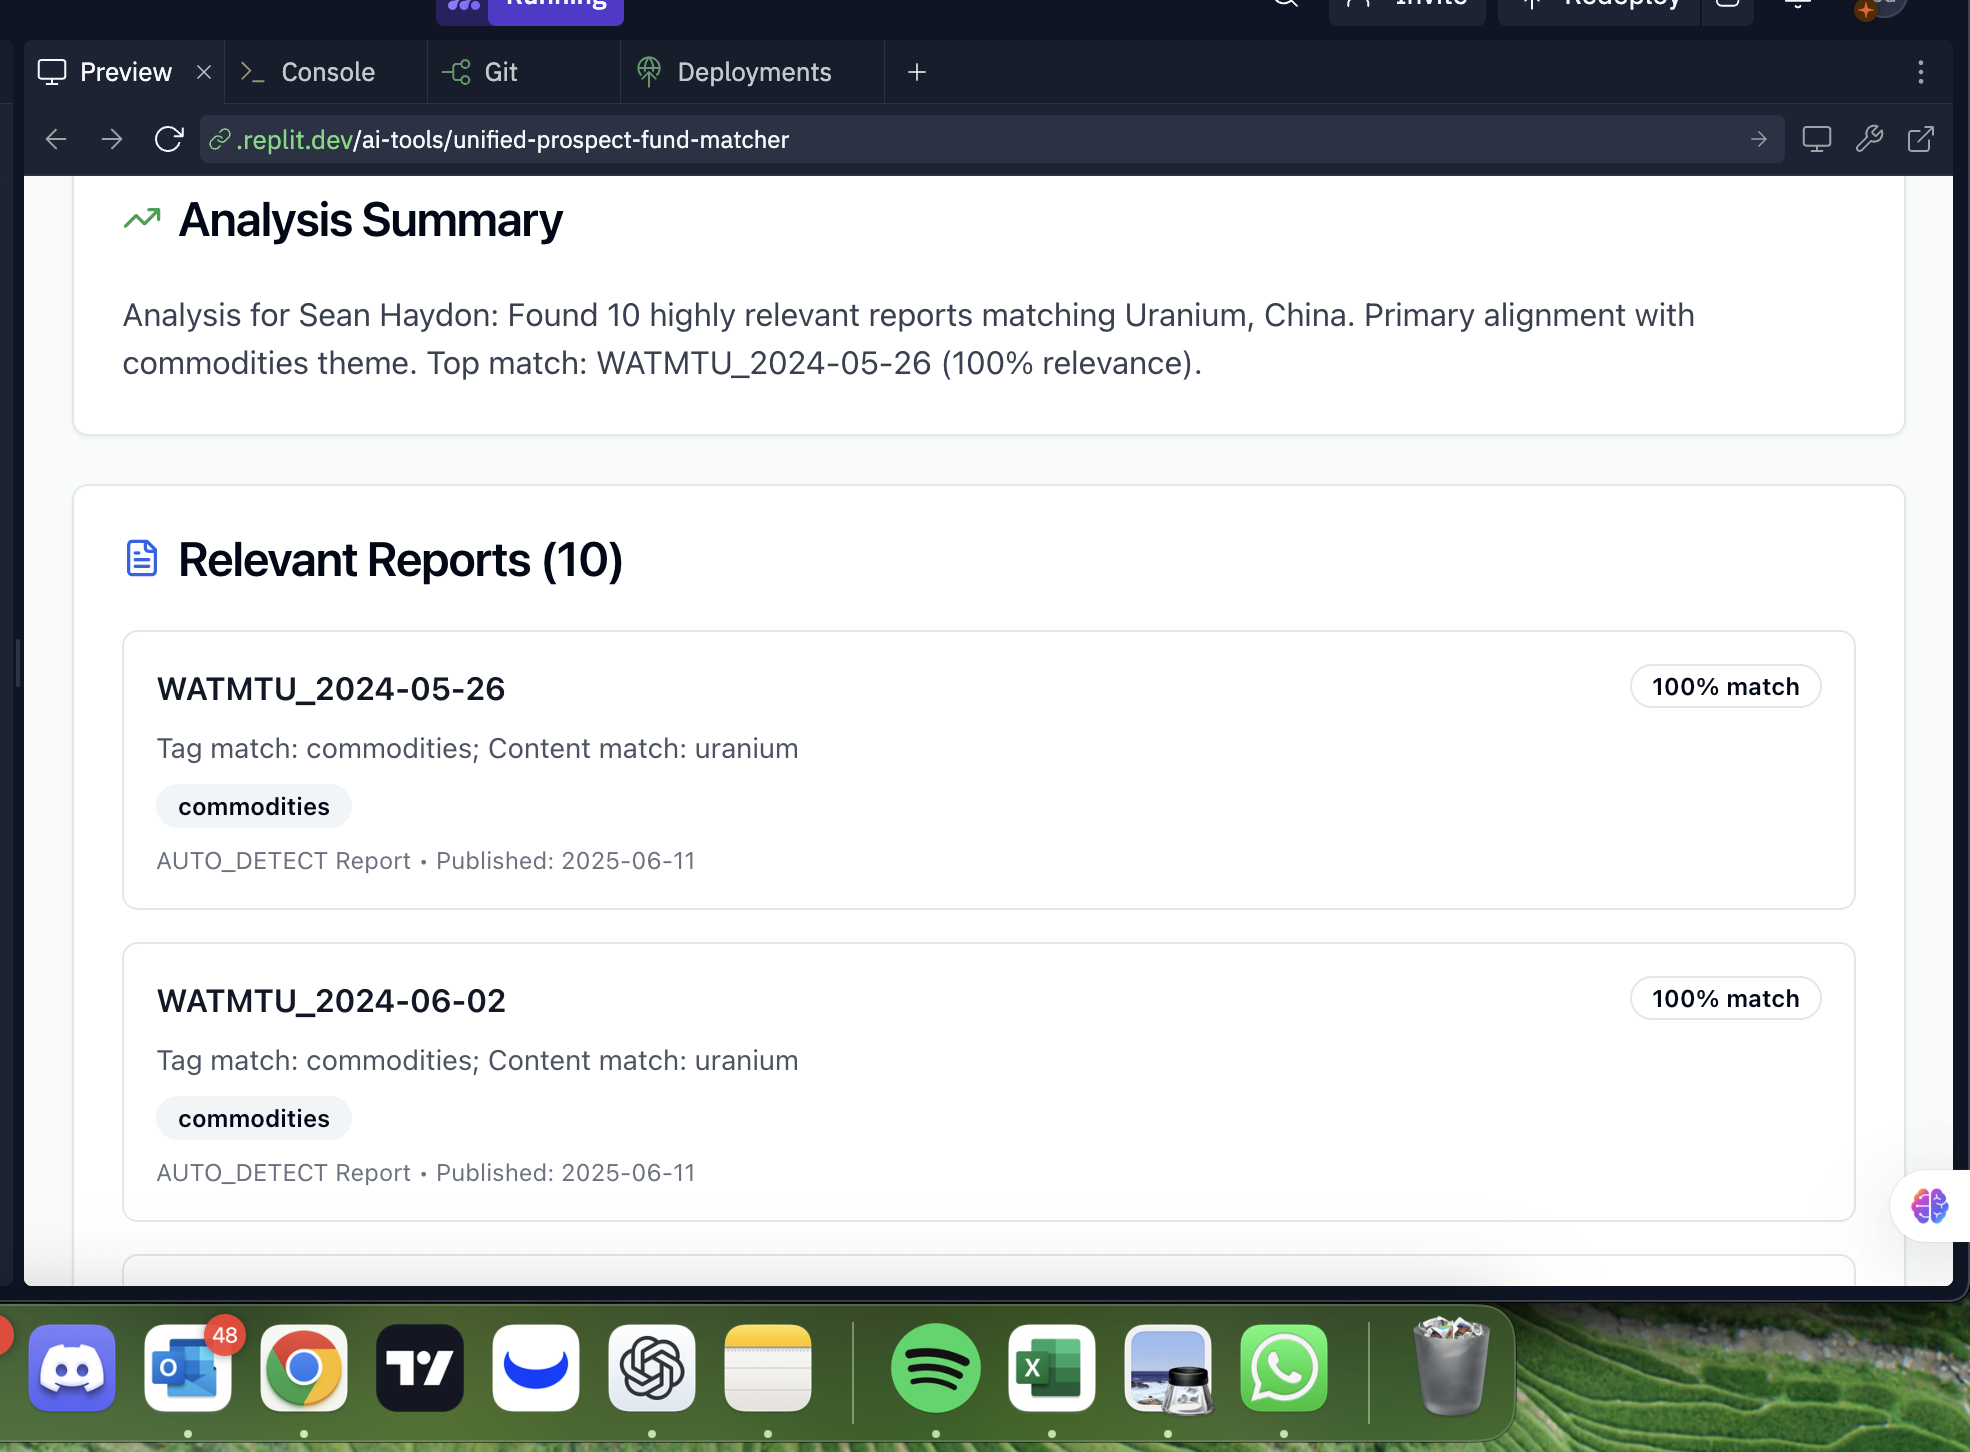 Running
Invite
Redeploy
Preview
Console
Git
Deployments
.replit.dev/ai-tools/unified-prospect-fund-matcher
Analysis Summary
Analysis for Sean Haydon: Found 10 highly relevant reports matching Uranium, China. Primary alignment with
commodities theme. Top match: WATMTU_2024-05-26 (100% relevance).
Relevant Reports (10)
WATMTU_2024-05-26
100% match
Tag match: commodities; Content match: uranium
commodities
AUTO_DETECT Report • Published: 2025-06-11
WATMTU_2024-06-02
100% match
Tag match: commodities; Content match: uranium
commodities
AUTO_DETECT Report • Published: 2025-06-11
48